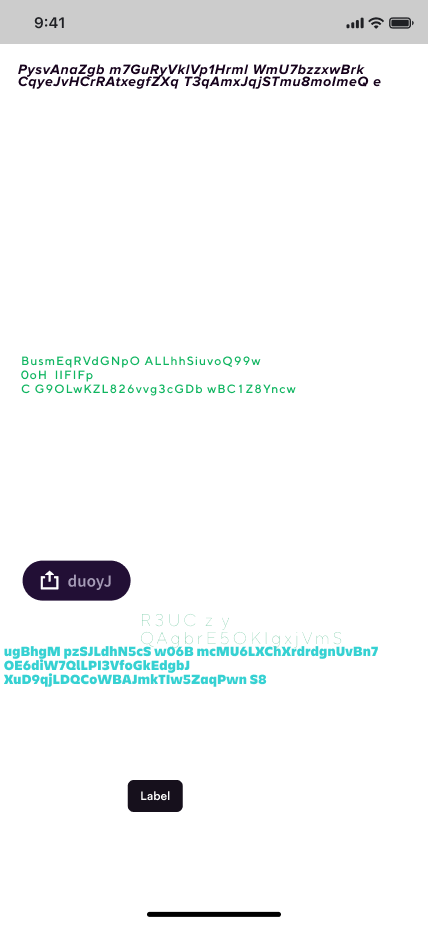 9:41
PysvAnaZgb m7GuRyVklVp1Hrml WmU7bzzxwBrk
CqyeJvHCrRAtxegfZXq T3qAmxJqjSTmu8moImeQ e
BusmEqRVdGNpO ALLhhSiuvoQ99w
0oH IIFIFp
C G9OLwKZL826vvg3cGDb wBC1Z8Yncw
duoyJ
R3UC z y
OAqbrE5OKIqxjVmS
ugBhgM pzSJLdhN5cS w06B mcMU6LXChXrdrdgnUvBn7
OE6diW7QlLPI3VfoGkEdgbJ
XuD9qjLDQCoWBAJmkTIw5ZaqPwn S8
Label